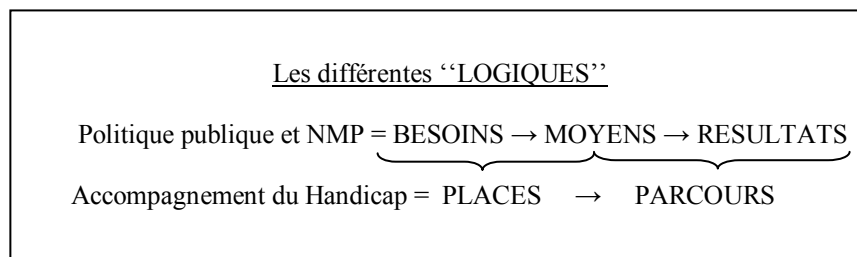 Les différentes ‘‘LOGIQUES’’
Politique publique et NMP = BESOINS → MOYENS → RESULTATS
Accompagnement du Handicap = PLACES → PARCOURS